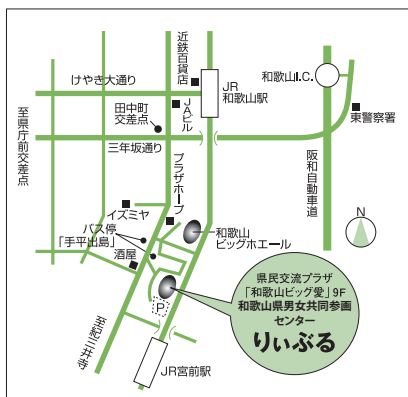 近鉄百貨店
けやき大通り
JR
和歌山駅
和歌山I.C.
JAビル
田中町
交差点
東警察署
三年坂通り
至県庁前交差点
プラザホープ
阪和自動車道
イズミヤ
バス停
「手平出島」
和歌山
ビッグホエール
N
酒屋
P
県民交流プラザ
「和歌山ビッグ愛」9F
和歌山県男女共同参画
センター
りぃぶる
至紀三井寺
JR宮前駅